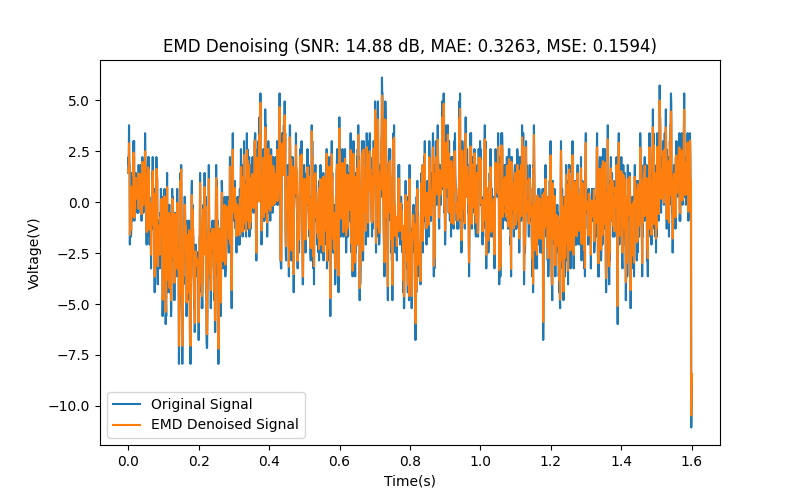 EMD Denoising (SNR: 14.88 dB, MAE: 0.3263, MSE: 0.1594)
5.0
2.5
0.0
−2.5
−5.0
−7.5
−10.0
Voltage(V)
Original Signal
EMD Denoised Signal
0.0 0.2 0.4 0.6 0.8 1.0 1.2 1.4 1.6
Time(s)